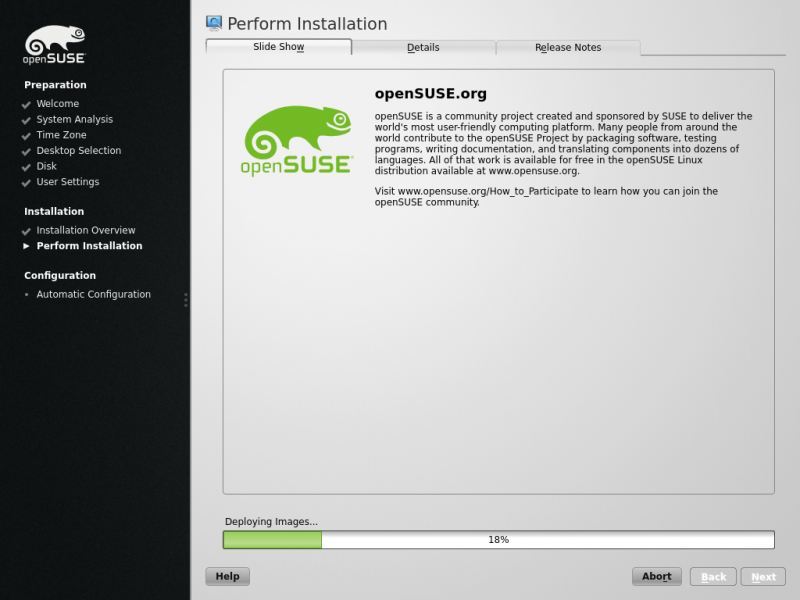 openSUSE
Preparation
Welcome
System Analysis
Time Zone
Desktop Selection
Disk
User Settings
Installation
Installation Overview
Perform Installation
Configuration
Automatic Configuration
Perform Installation
Slide Show
Details
Release Notes
openSUSE
openSUSE.org
openSUSE is a community project created and sponsored by SUSE to deliver the
world's most user-friendly computing platform. Many people from around the
world contribute to the openSUSE Project by packaging software, testing
programs, writing documentation, and translating components into dozens of
languages. All of that work is available for free in the openSUSE Linux
distribution available at www.opensuse.org.
Visit www.opensuse.org/How_to_Participate to learn how you can join the
openSUSE community.
Deploying Images...
18%
Help
Abort
Back
Next